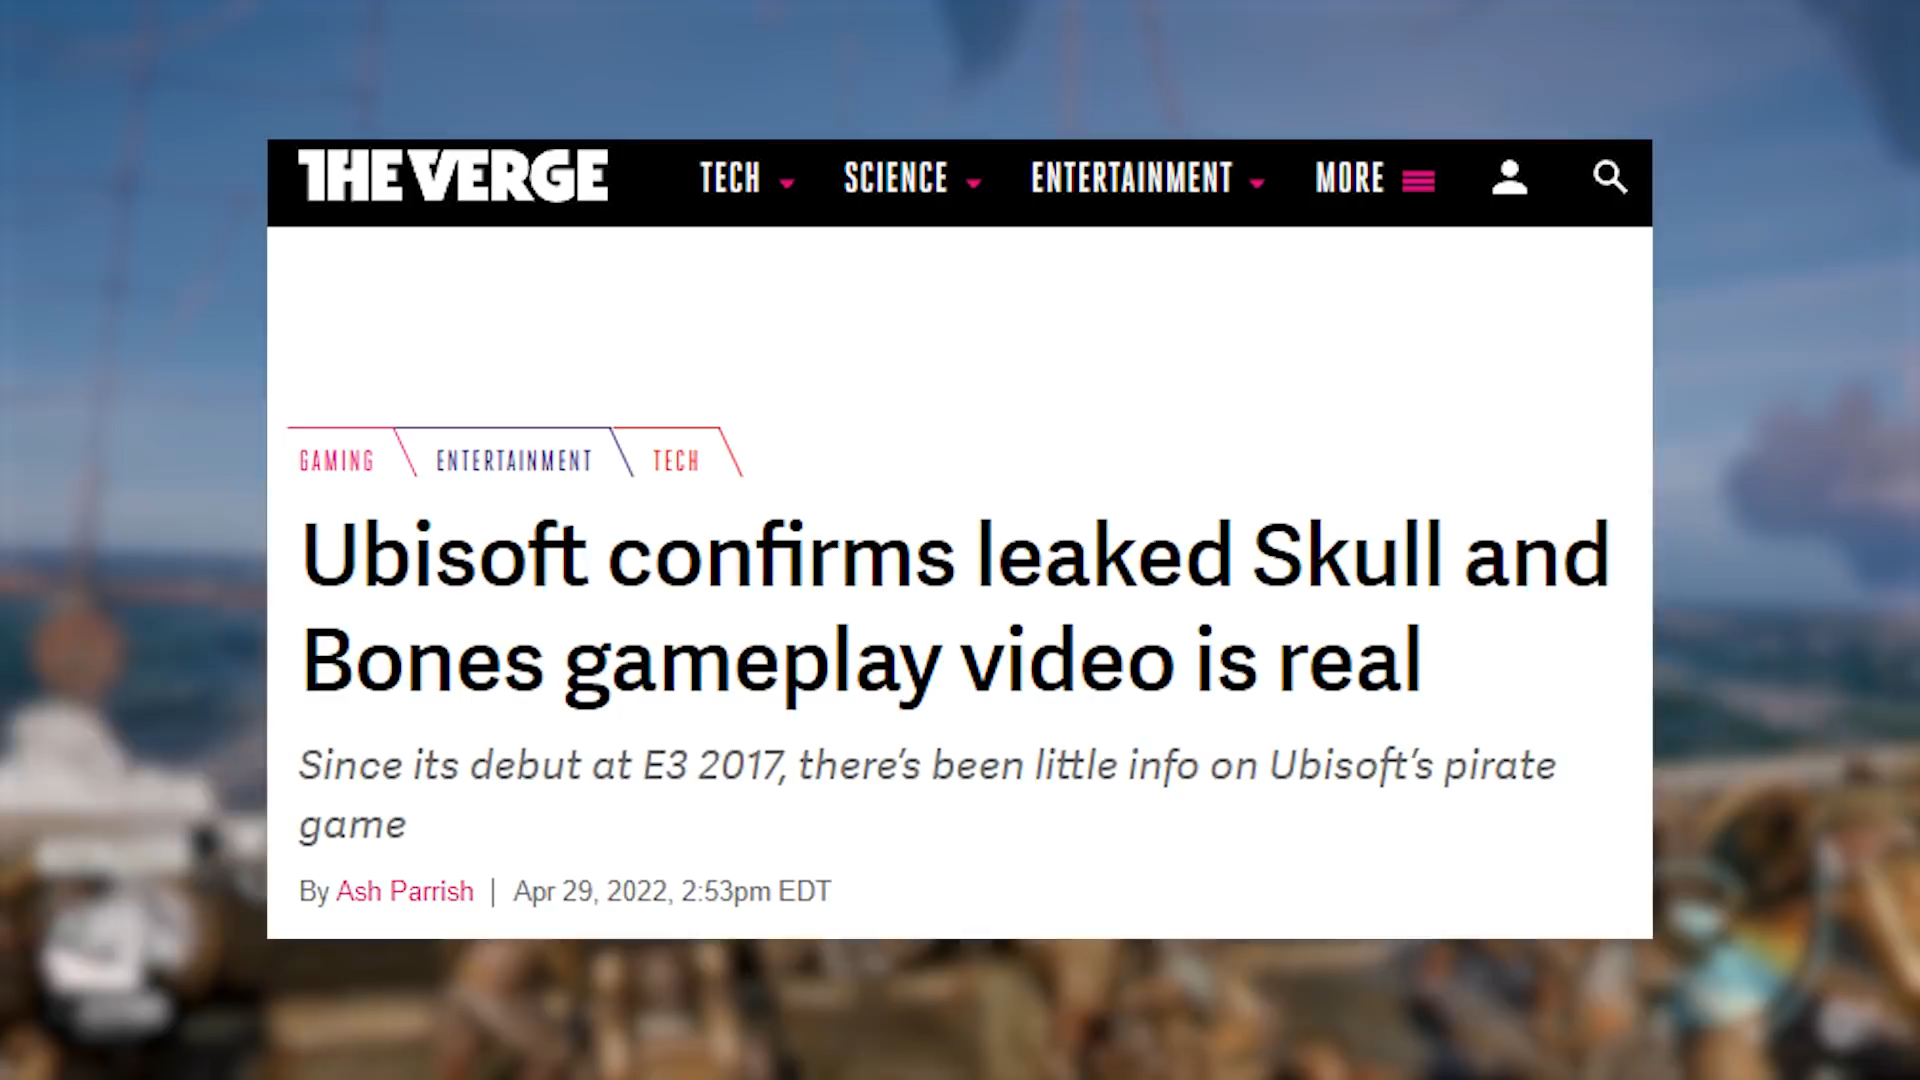 THE VERGE TECH SCIENCE ENTERTAINMENT MORE
GAMING ENTERTAINMENT TECH
Ubisoft confirms leaked Skull and
Bones gameplay video is real
Since its debut at E3 2017, there's been little info on Ubisoft's pirate
game
By Ash Parrish | Apr 29, 2022, 2:53pm EDT